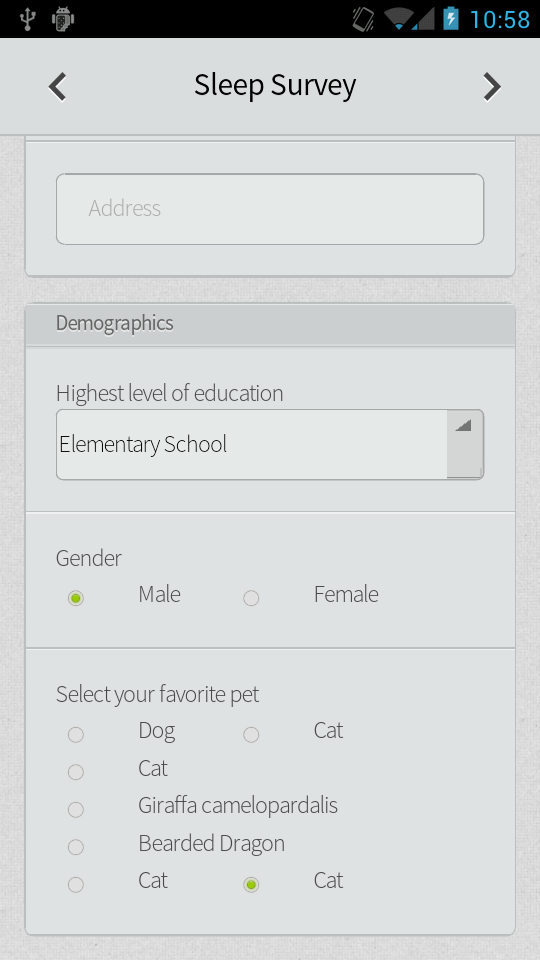 10:58
Sleep Survey
Address
Demographics
Highest level of education
Elementary School
Gender
Male Female
Select your favorite pet
Dog Cat
Cat
Giraffa camelopardalis
Bearded Dragon
Cat Cat